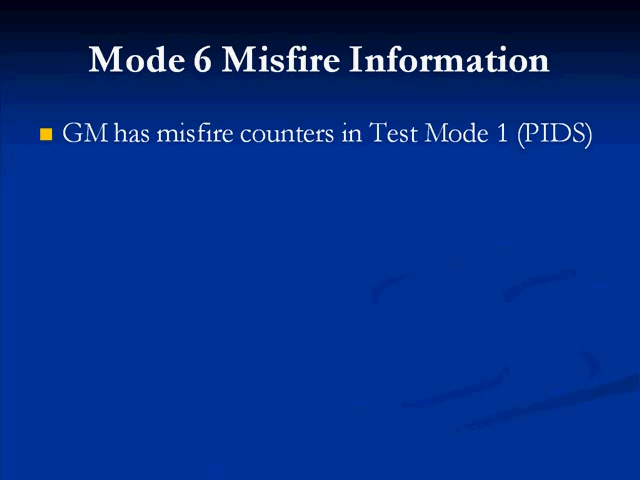 Mode 6 Misfire Information
GM has misfire counters in Test Mode 1 (PIDS)